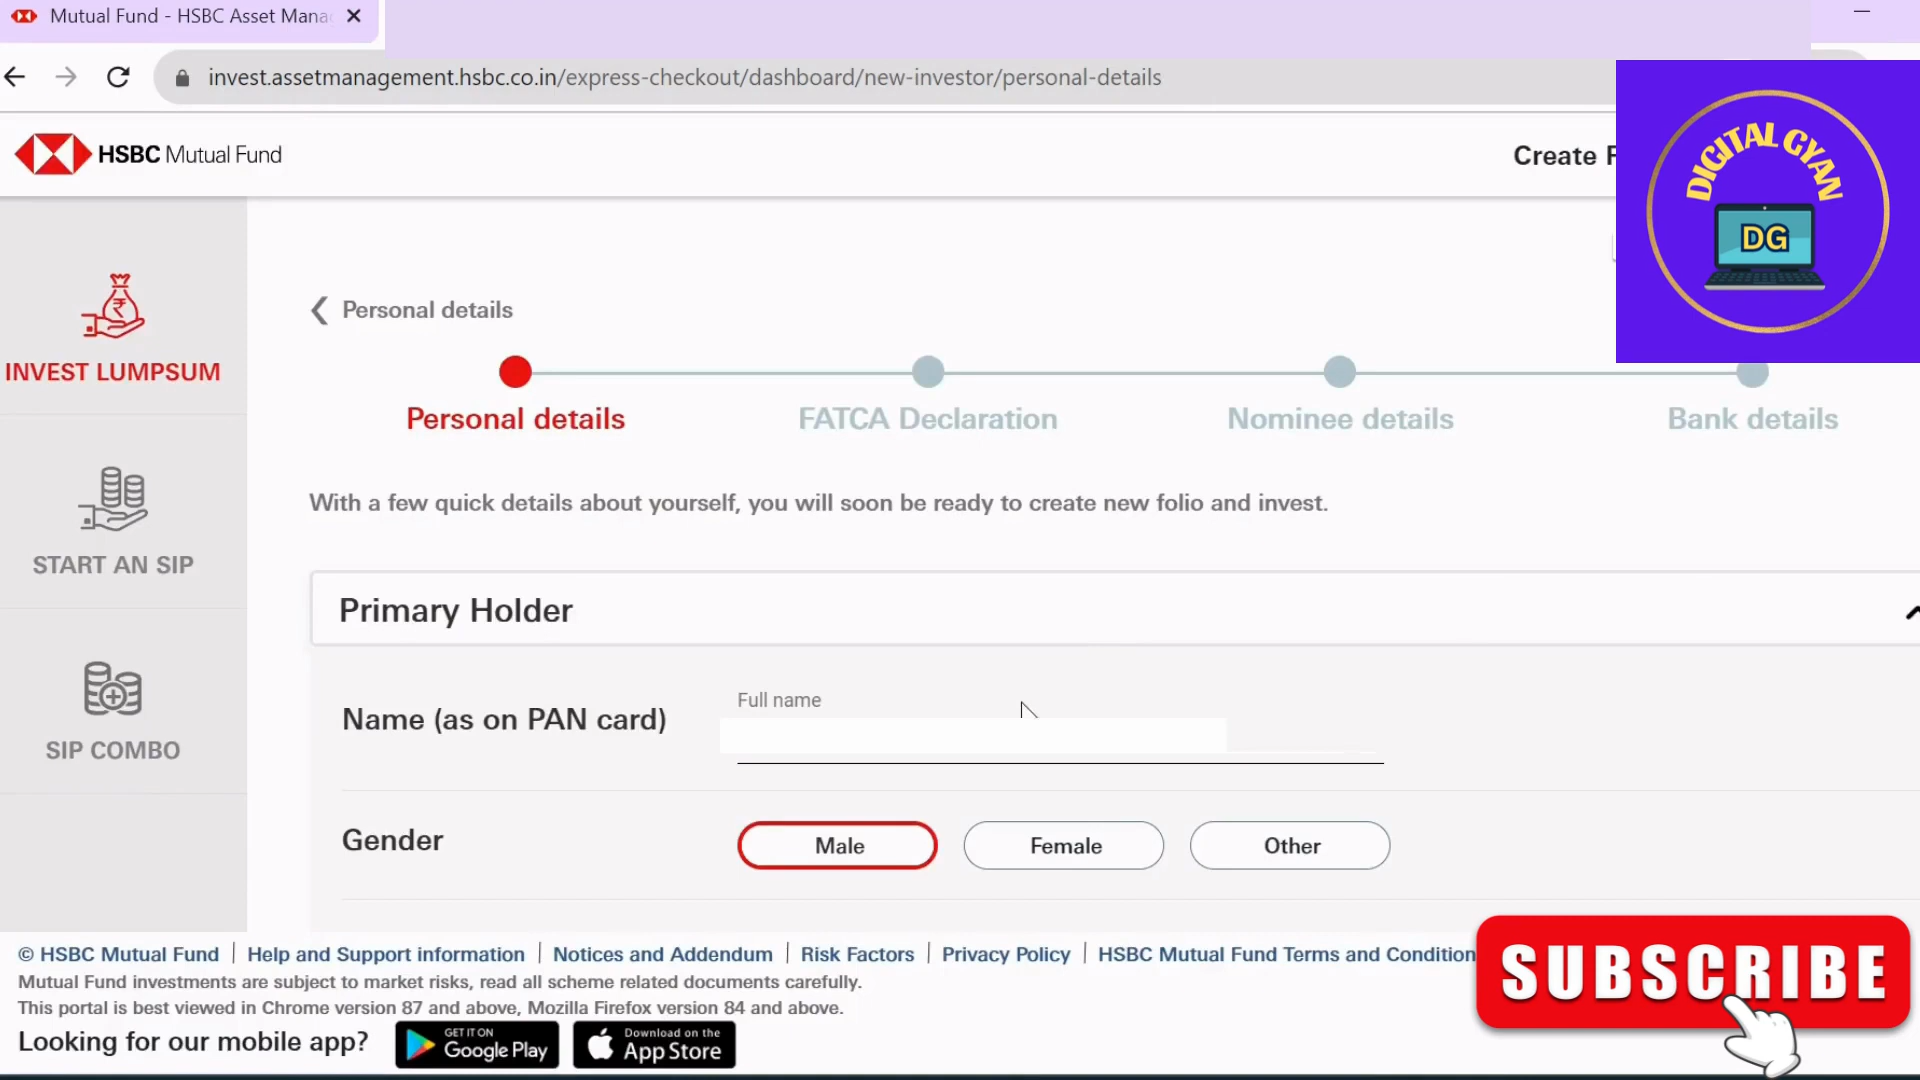 Mutual Fund - HSBC Asset Mana
invest.assetmanagement.hsbc.co.in/express-checkout/dashboard/new-investor/personal-details
HSBC Mutual Fund
Create F
DIGITAL GYAN
DG
INVEST LUMPSUM
START AN SIP
SIP COMBO
Personal details
Personal details
FATCA Declaration
Nominee details
Bank details
With a few quick details about yourself, you will soon be ready to create new folio and invest.
Primary Holder
Full name
Name (as on PAN card)
Gender
Male
Female
Other
© HSBC Mutual Fund | Help and Support information | Notices and Addendum | Risk Factors | Privacy Policy | HSBC Mutual Fund Terms and Condition
Mutual Fund investments are subject to market risks, read all scheme related documents carefully.
This portal is best viewed in Chrome version 87 and above, Mozilla Firefox version 84 and above.
Looking for our mobile app?
GET IT ON
Google Play
Download on the
App Store
SUBSCRIBE